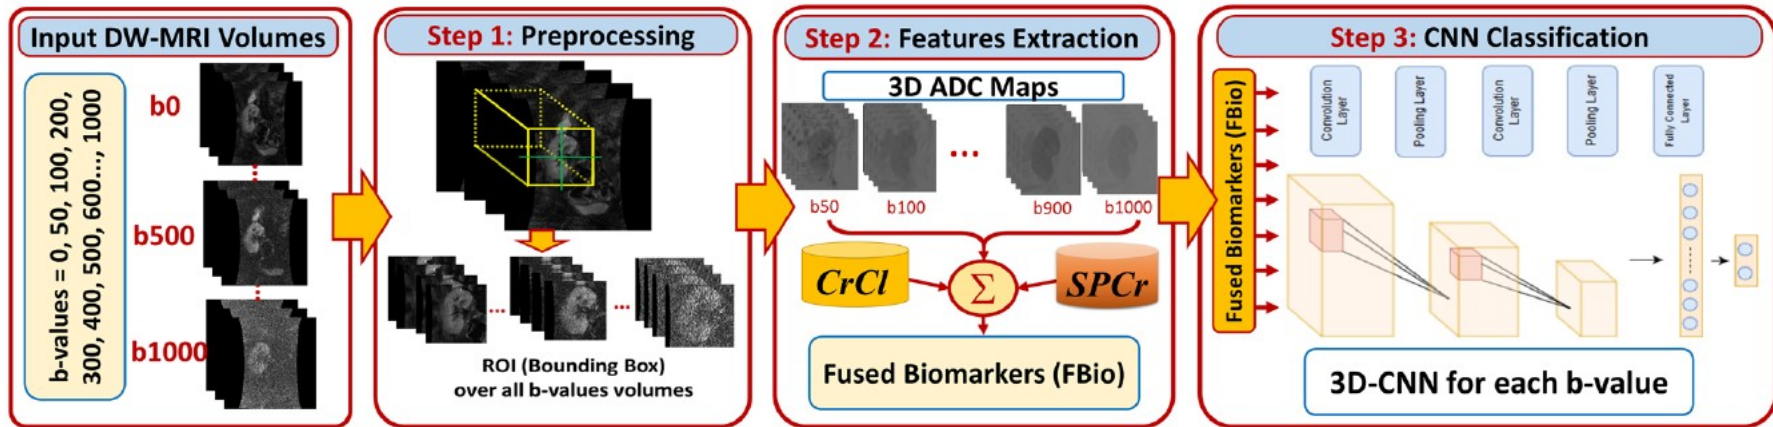 Input DW-MRI Volumes
b-values = 0, 50, 100, 200,
300, 400, 500, 600..., 1000
b0
b500
b1000
Step 1: Preprocessing
...
...
ROI (Bounding Box)
over all b-values volumes
Step 2: Features Extraction
3D ADC Maps
...
b50
b100
b900
b1000
CrCl
Σ
SPCr
Fused Biomarkers (FBio)
Step 3: CNN Classification
Fused Biomarkers (FBio)
Convolution
Layer
Pooling Layer
Convolution
Layer
Pooling Layer
Fully Connected
Layer
3D-CNN for each b-value